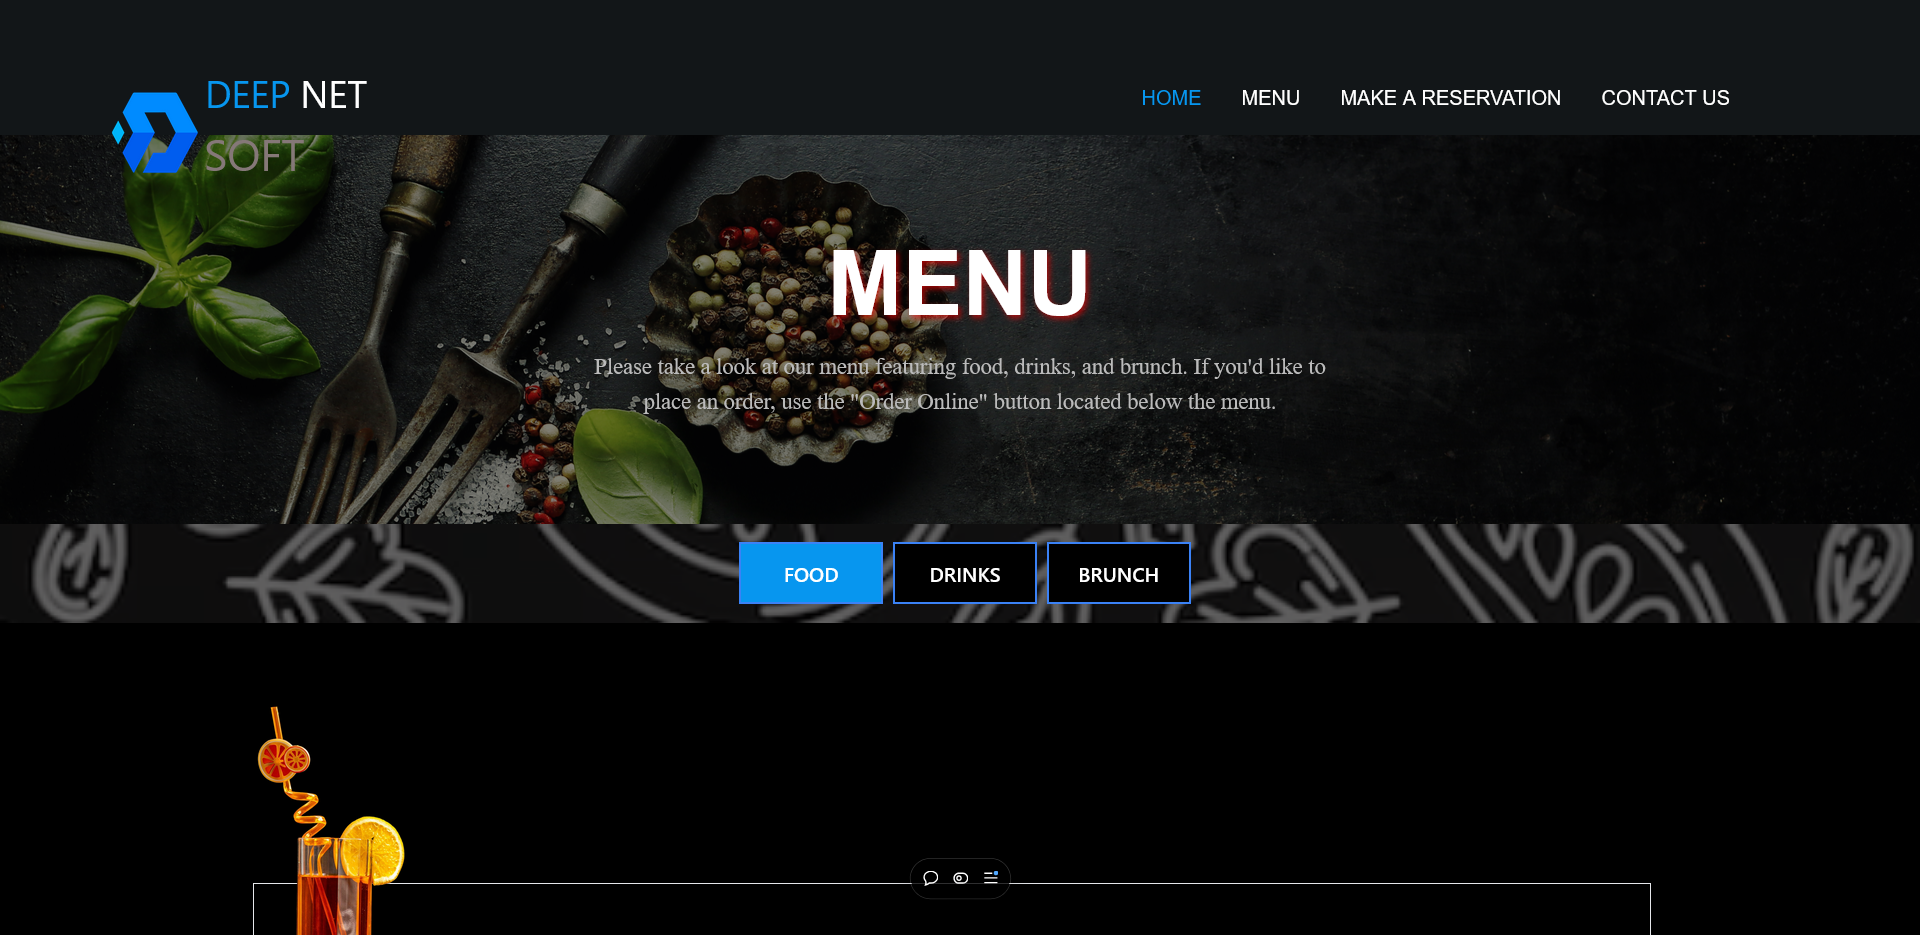 DEEP NET
SOFT
HOME MENU MAKE A RESERVATION CONTACT US
MENU
Please take a look at our menu featuring food, drinks, and brunch. If you'd like to
place an order, use the "Order Online" button located below the menu.
FOOD DRINKS BRUNCH